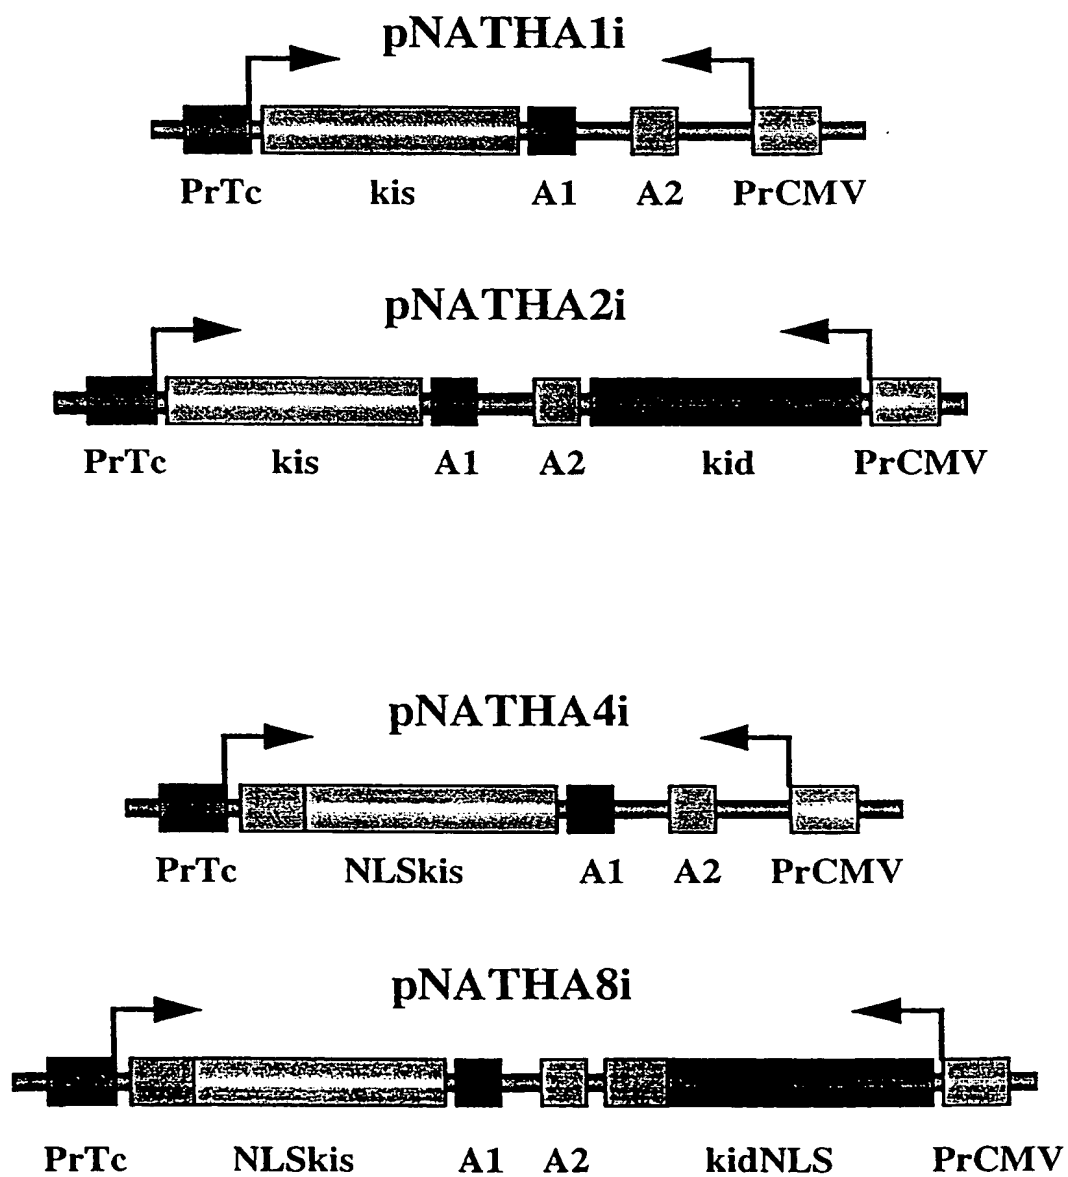 pNATHA1i
PrTc kis A1 A2 PrCMV
pNATHA2i
PrTc kis A1 A2 kid PrCMV
pNATHA4i
PrTc NLSkis A1 A2 PrCMV
pNATHA8i
PrTc NLSkis A1 A2 kidNLS PrCMV